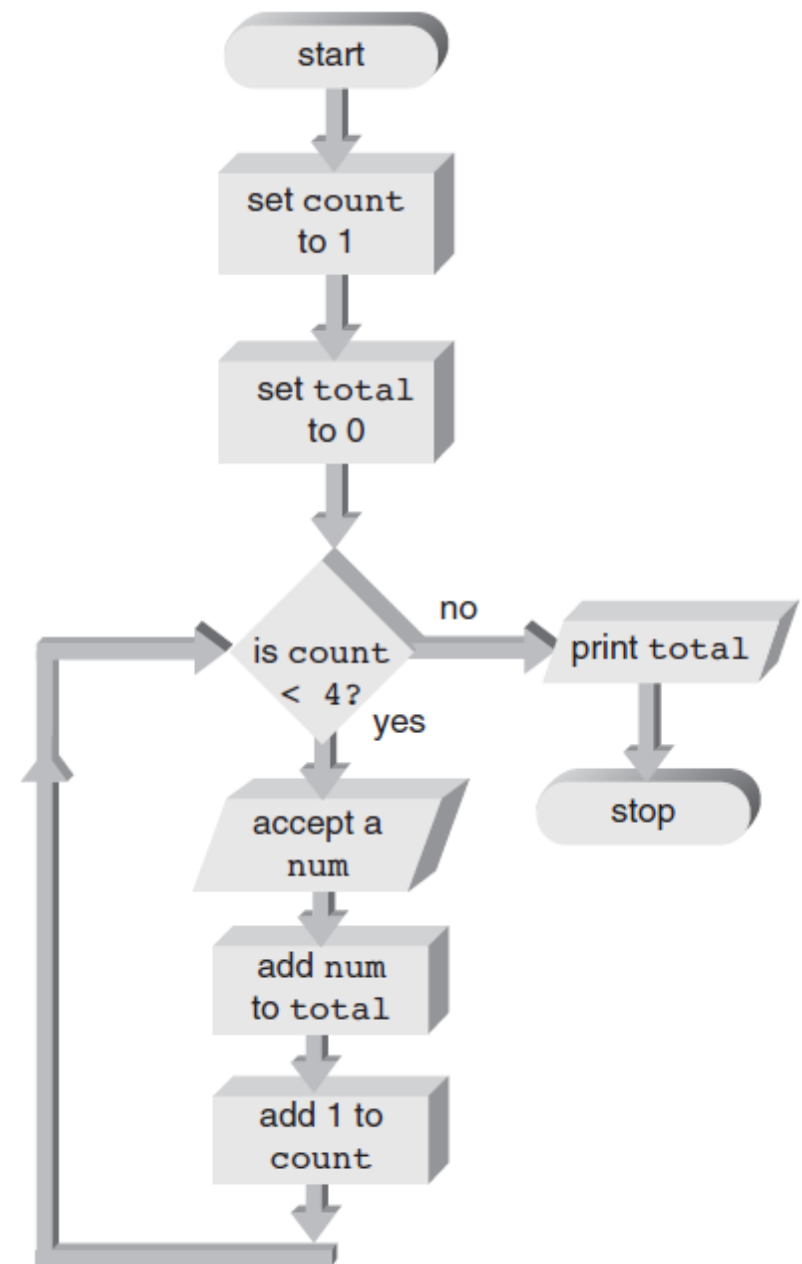 start
set count
to 1
set total
to 0
no
is count
< 4?
yes
print total
stop
accept a
num
add num
to total
add 1 to
count